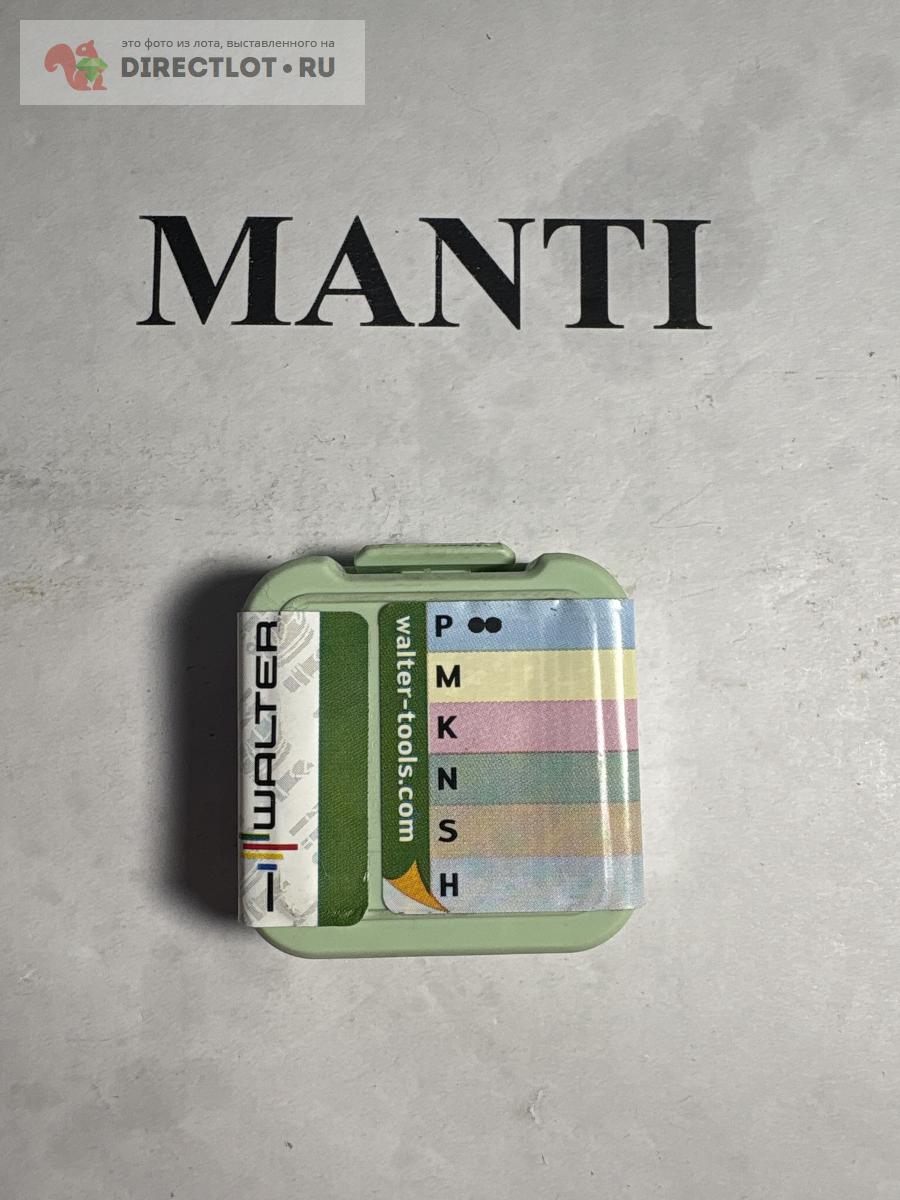 это фото из лота, выставленного на
DIRECTLOT•RU
MANTI
WALTER
walter-tools.com
P ●●
M
K
N
S
H